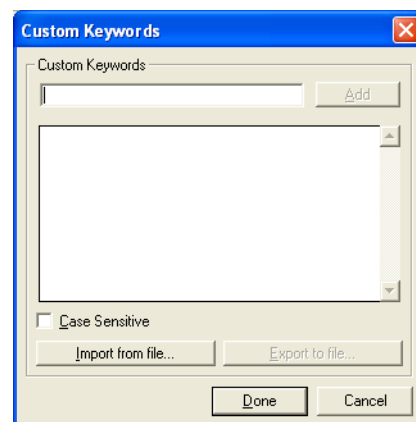 Custom Keywords
Custom Keywords
Add
Case Sensitive
Import from file... Export to file...
Done Cancel